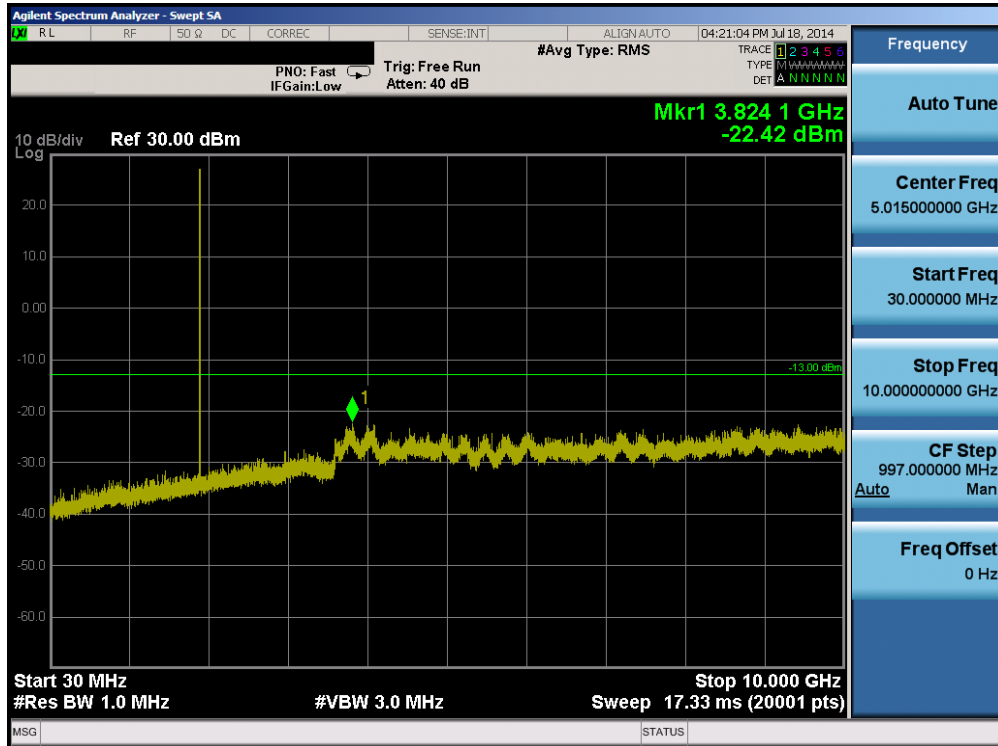 Agilent Spectrum Analyzer - Swept SA
LXI RL RF 50 Ω DC CORREC SENSE:INT ALIGN AUTO 04:21:04 PM Jul 18, 2014
#Avg Type: RMS TRACE 1 2 3 4 5 6
PNO: Fast Trig: Free Run TYPE M WWWWW
IFGain:Low Atten: 40 dB DET A N N N N N
Mkr1 3.824 1 GHz
-22.42 dBm
10 dB/div Ref 30.00 dBm
Log
20.0
10.0
0.00
-10.0
-13.00 dBm
1
-20.0
-30.0
-40.0
-50.0
-60.0
Start 30 MHz Stop 10.000 GHz
#Res BW 1.0 MHz #VBW 3.0 MHz Sweep 17.33 ms (20001 pts)
MSG STATUS
Frequency
Auto Tune
Center Freq
5.015000000 GHz
Start Freq
30.000000 MHz
Stop Freq
10.000000000 GHz
CF Step
997.000000 MHz
Auto Man
Freq Offset
0 Hz